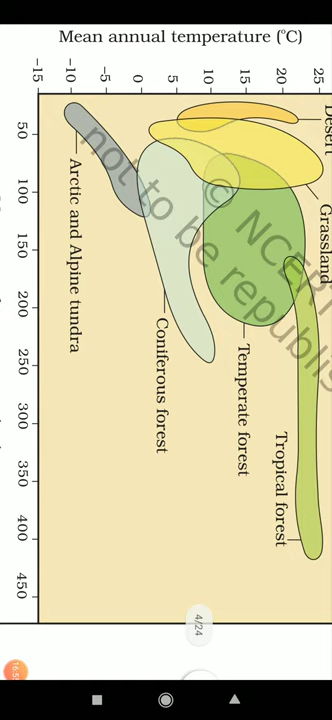 Mean annual temperature (°C)
-15
-10
-5
0
5
10
15
20
25
50
100
150
200
250
300
350
400
450
Desert
Grassland
Arctic and Alpine tundra
Coniferous forest
Temperate forest
Tropical forest
© NCERT
not to be republis
4/24